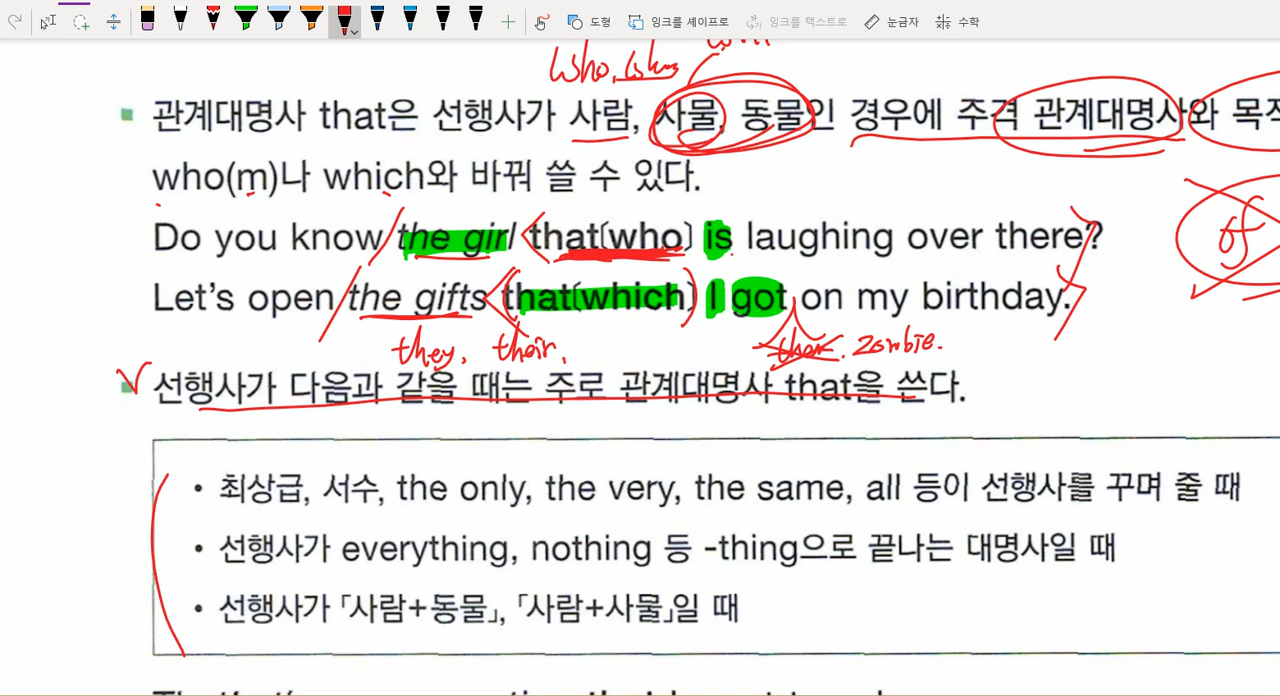 도형 잉크를 셰이프로 잉크를 텍스트로 눈금자 수학
who,
관계대명사 that은 선행사가 사람, 사물, 동물인 경우에 주격 관계대명사와 목적
who(m)나 which와 바꿔 쓸 수 있다.
Do you know the girl that(who) is laughing over there?
of
Let's open the gifts that(which) I got on my birthday.
they, their, them. zombie.
선행사가 다음과 같을 때는 주로 관계대명사 that을 쓴다.
• 최상급, 서수, the only, the very, the same, all 등이 선행사를 꾸며 줄 때
• 선행사가 everything, nothing 등 -thing으로 끝나는 대명사일 때
• 선행사가 「사람+동물」, 「사람+사물」일 때